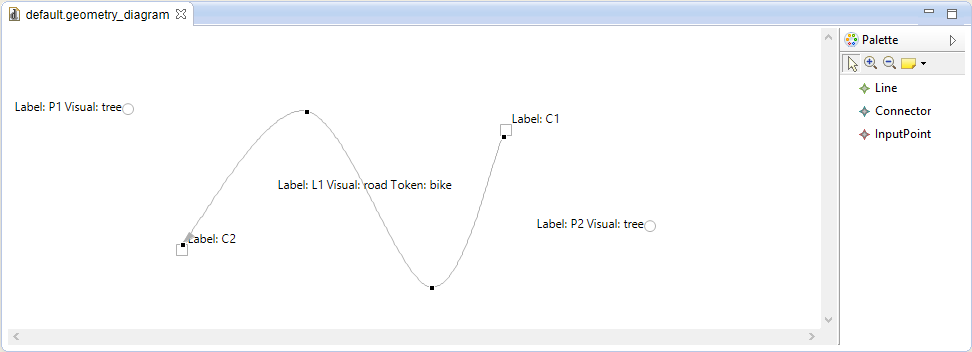 default.geometry_diagram
Palette
Line
Connector
InputPoint
Label: P1 Visual: tree
Label: C1
Label: L1 Visual: road Token: bike
Label: P2 Visual: tree
Label: C2